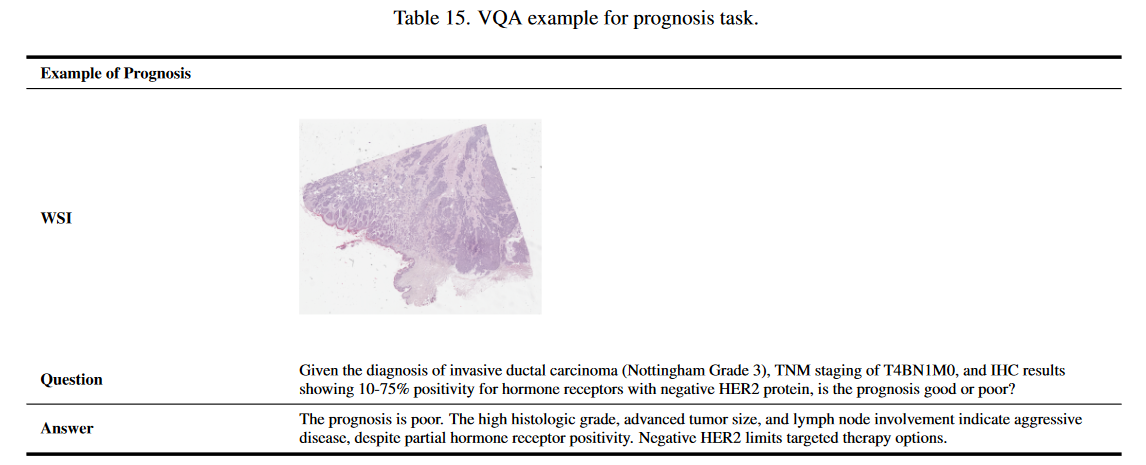 Table 15. VQA example for prognosis task.
Example of Prognosis
WSI
Question
Given the diagnosis of invasive ductal carcinoma (Nottingham Grade 3), TNM staging of T4BN1M0, and IHC results
showing 10-75% positivity for hormone receptors with negative HER2 protein, is the prognosis good or poor?
Answer
The prognosis is poor. The high histologic grade, advanced tumor size, and lymph node involvement indicate aggressive
disease, despite partial hormone receptor positivity. Negative HER2 limits targeted therapy options.